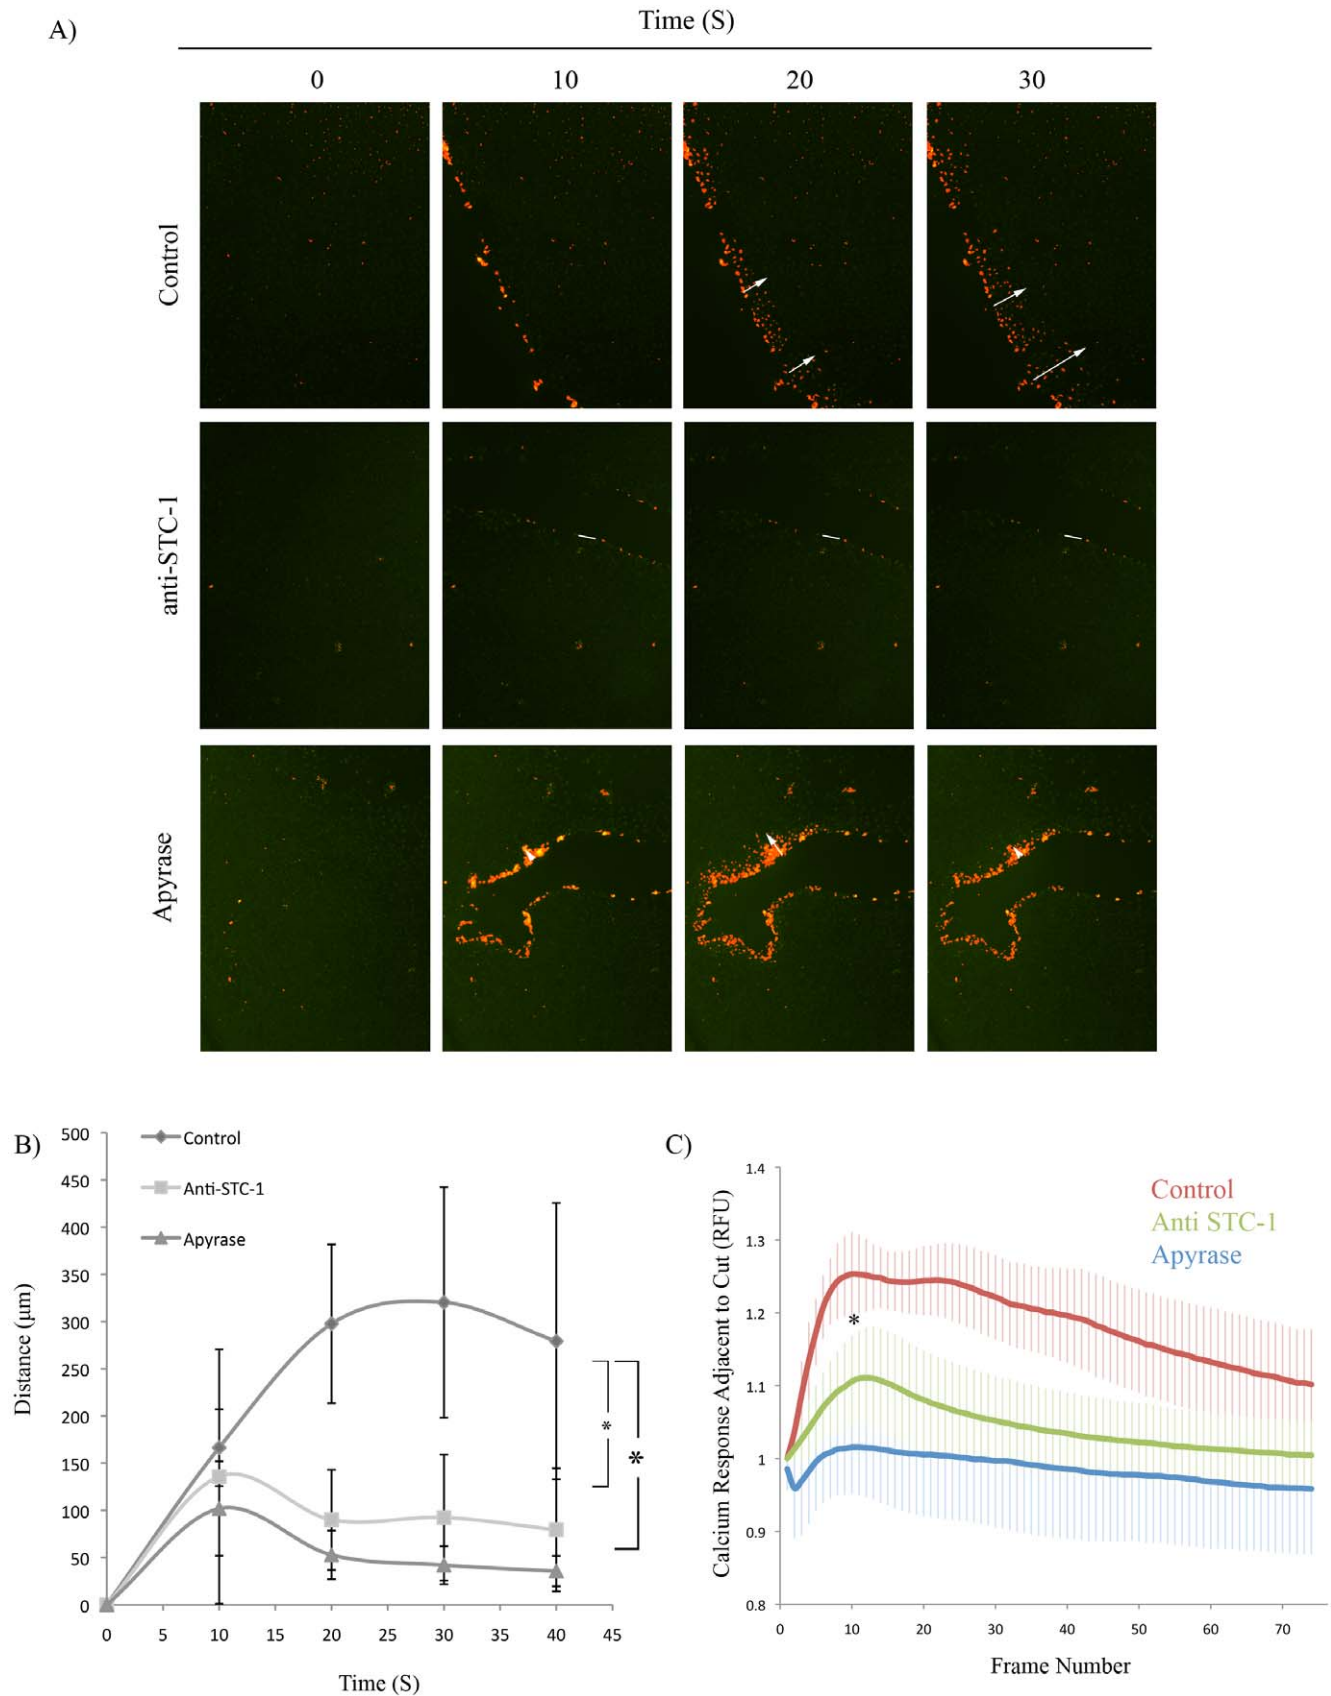 A)
Time (S)
0 10 20 30
Control
anti-STC-1
Apyrase
B)
500
450
400
350
300
250
200
150
100
50
0
Distance (μm)
Control
Anti-STC-1
Apyrase
*
*
0 5 10 15 20 25 30 35 40 45
Time (S)
C)
1.4
1.3
1.2
1.1
1
0.9
0.8
Calcium Response Adjacent to Cut (RFU)
Control
Anti STC-1
Apyrase
*
0 10 20 30 40 50 60 70
Frame Number